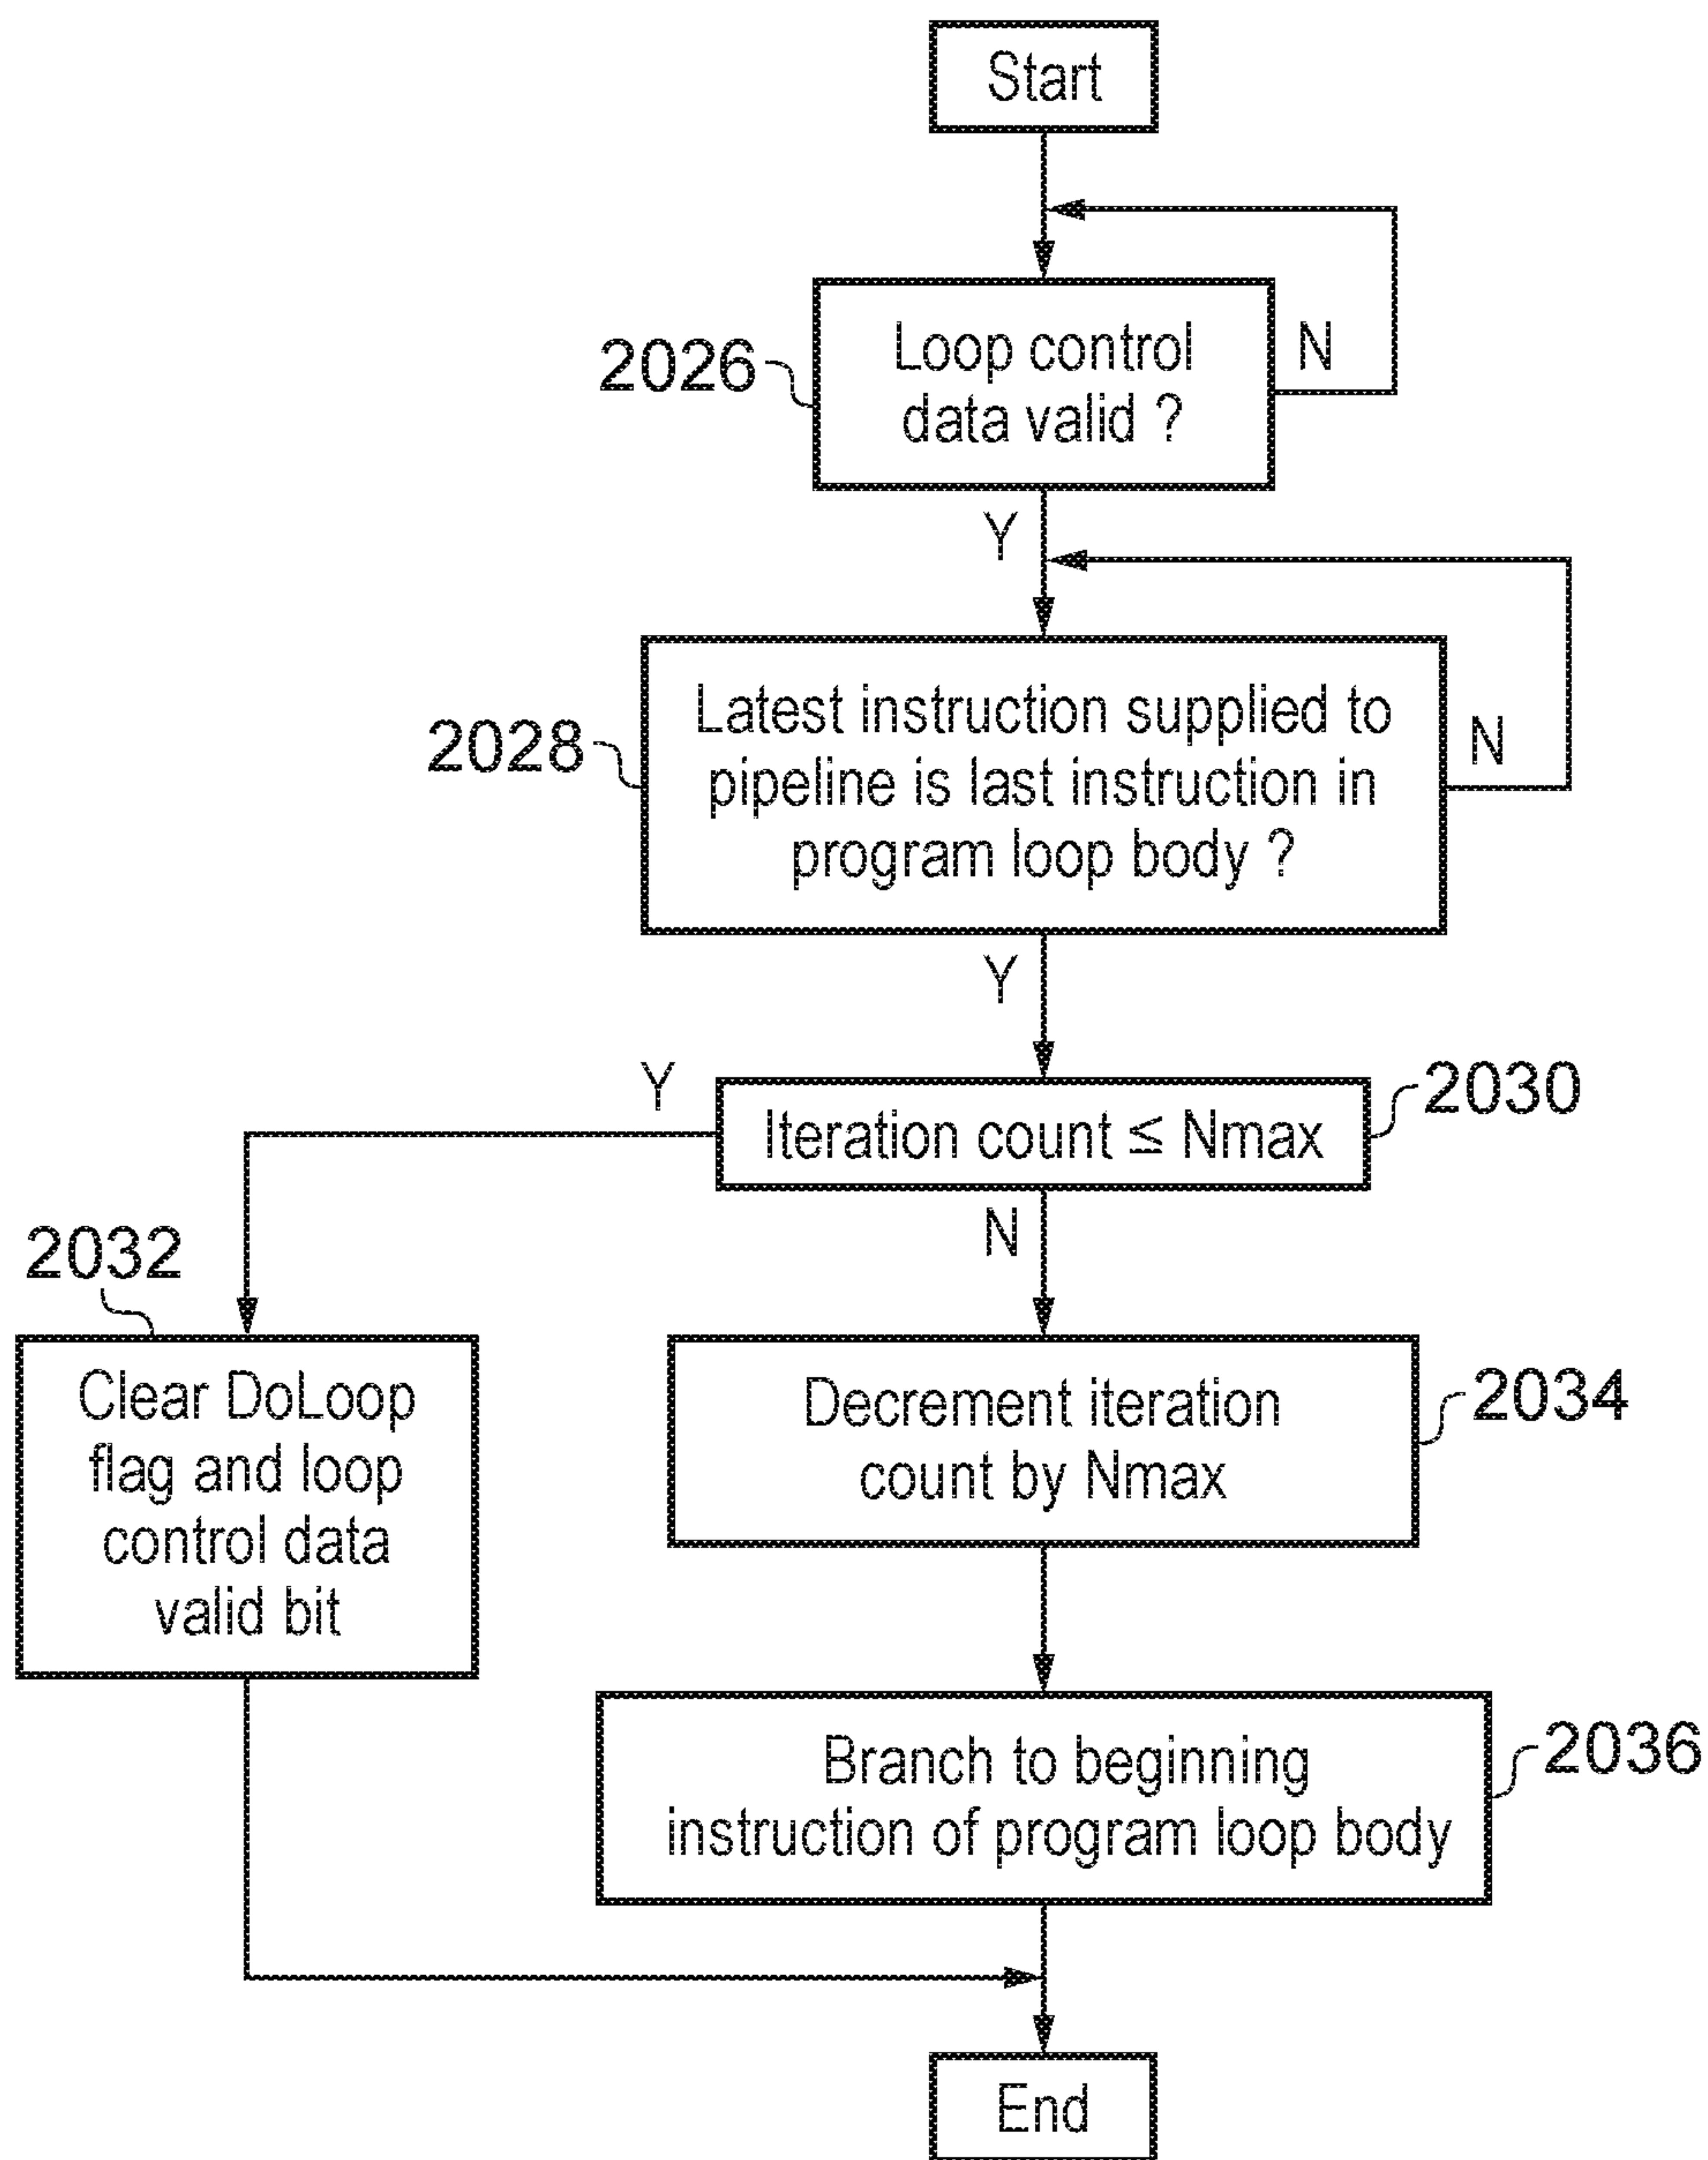 Start
2026
Loop control
data valid ?
N
Y
2028
Latest instruction supplied to
pipeline is last instruction in
program loop body ?
N
Y
Y
Iteration count ≤ Nmax
2030
N
2032
Clear DoLoop
flag and loop
control data
valid bit
Decrement iteration
count by Nmax
2034
Branch to beginning
instruction of program loop body
2036
End